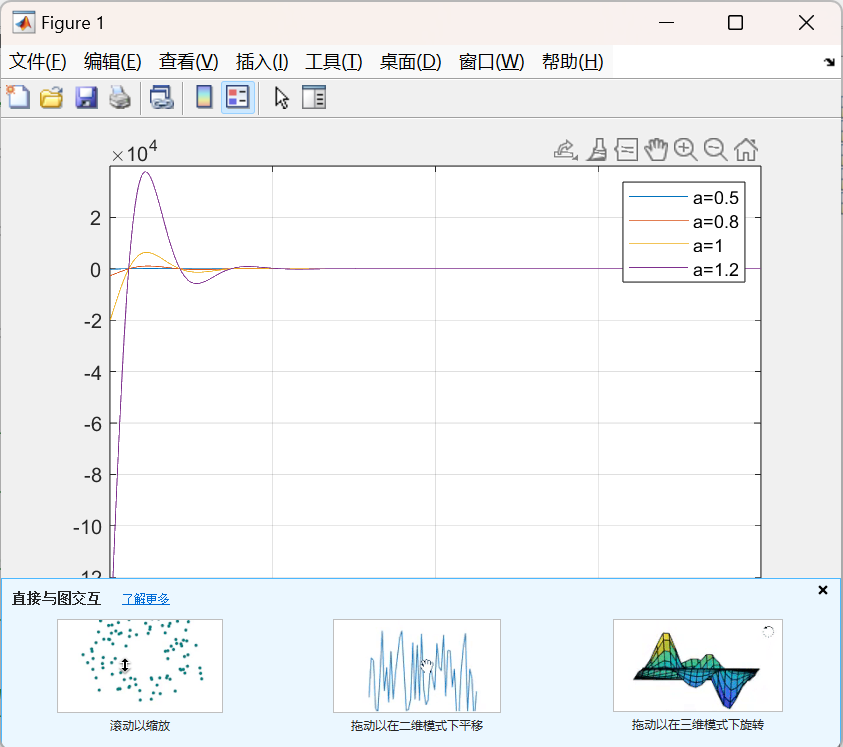 Figure 1
文件(F) 编辑(E) 查看(V) 插入(I) 工具(T) 桌面(D) 窗口(W) 帮助(H)
×10⁴
a=0.5
a=0.8
a=1
a=1.2
2
0
-2
-4
-6
-8
-10
-12
直接与图交互 了解更多
滚动以缩放 拖动以在二维模式下平移 拖动以在三维模式下旋转